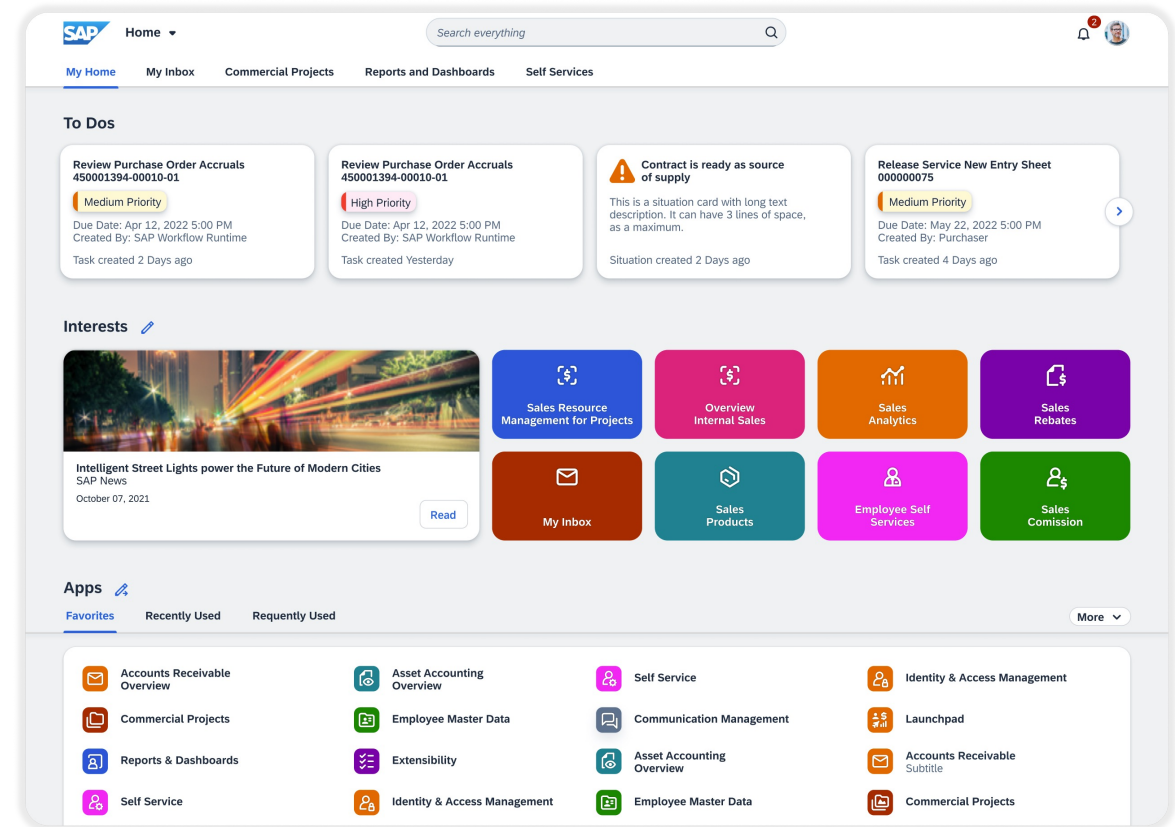 SAP
Home
Search everything
2
My Home
My Inbox
Commercial Projects
Reports and Dashboards
Self Services
To Dos
Review Purchase Order Accruals
450001394-00010-01
Medium Priority
Due Date: Apr 12, 2022 5:00 PM
Created By: SAP Workflow Runtime
Task created 2 Days ago
Review Purchase Order Accruals
450001394-00010-01
High Priority
Due Date: Apr 12, 2022 5:00 PM
Created By: SAP Workflow Runtime
Task created Yesterday
Contract is ready as source
of supply
This is a situation card with long text
description. It can have 3 lines of space,
as a maximum.
Situation created 2 Days ago
Release Service New Entry Sheet
000000075
Medium Priority
Due Date: May 22, 2022 5:00 PM
Created By: Purchaser
Task created 4 Days ago
Interests
Intelligent Street Lights power the Future of Modern Cities
SAP News
October 07, 2021
Read
Sales Resource
Management for Projects
Overview
Internal Sales
Sales
Analytics
Sales
Rebates
My Inbox
Sales
Products
Employee Self
Services
Sales
Comission
Apps
Favorites
Recently Used
Requently Used
More
Accounts Receivable
Overview
Asset Accounting
Overview
Self Service
Identity & Access Management
Commercial Projects
Employee Master Data
Communication Management
Launchpad
Reports & Dashboards
Extensibility
Asset Accounting
Overview
Accounts Receivable
Subtitle
Self Service
Identity & Access Management
Employee Master Data
Commercial Projects